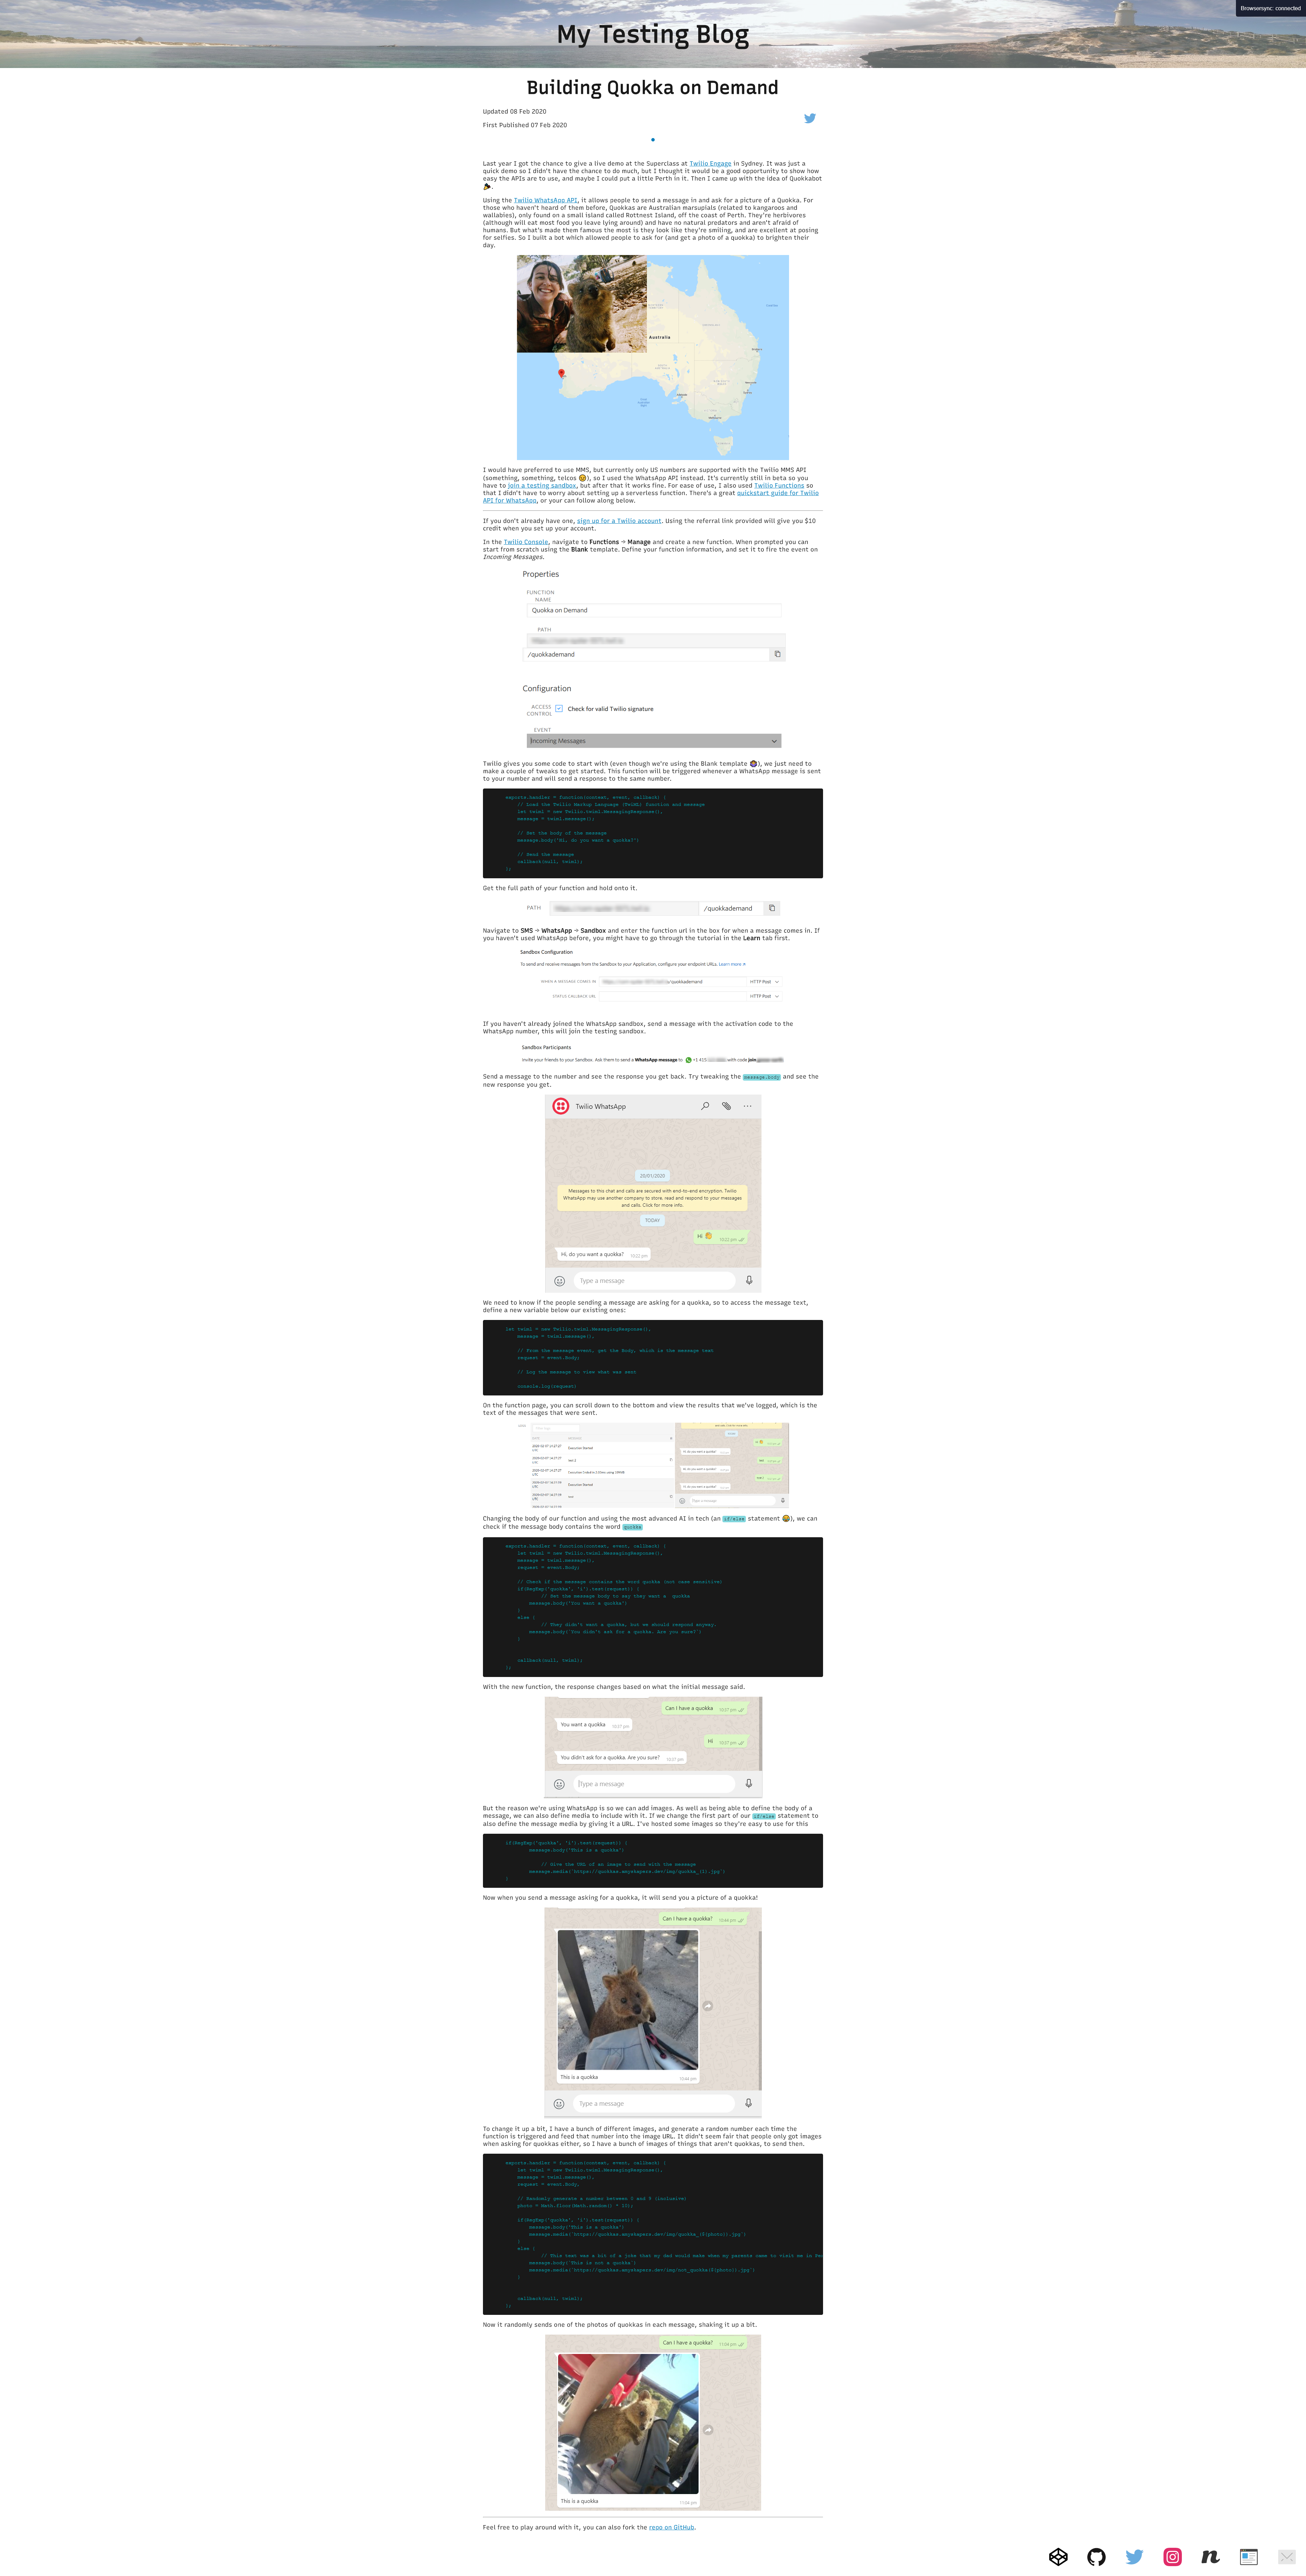 Browsersync: connected
My Testing Blog
Building Quokka on Demand
Updated 08 Feb 2020
First Published 07 Feb 2020
Last year I got the chance to give a live demo at the Superclass at Twilio Engage in Sydney. It was just a
quick demo so I didn't have the chance to do much, but I thought it would be a good opportunity to show how
easy the APIs are to use, and maybe I could put a little Perth in it. Then I came up with the idea of Quokkabot
🎉.
Using the Twilio WhatsApp API, it allows people to send a message in and ask for a picture of a Quokka. For
those who haven't heard of them before, Quokkas are Australian marsupials (related to kangaroos and
wallabies), only found on a small island called Rottnest Island, off the coast of Perth. They're herbivores
(although will eat most food you leave lying around) and have no natural predators and aren't afraid of
humans. But what's made them famous the most is they look like they're smiling, and are excellent at posing
for selfies. So I built a bot which allowed people to ask for (and get a photo of a quokka) to brighten their
day.
Australia
I would have preferred to use MMS, but currently only US numbers are supported with the Twilio MMS API
(something, something, telcos 😢), so I used the WhatsApp API instead. It's currently still in beta so you
have to join a testing sandbox, but after that it works fine. For ease of use, I also used Twilio Functions so
that I didn't have to worry about setting up a serverless function. There's a great quickstart guide for Twilio
API for WhatsApp, or your can follow along below.
If you don't already have one, sign up for a Twilio account. Using the referral link provided will give you $10
credit when you set up your account.
In the Twilio Console, navigate to Functions → Manage and create a new function. When prompted you can
start from scratch using the Blank template. Define your function information, and set it to fire the event on
Incoming Messages.
Properties
FUNCTION
NAME
Quokka on Demand
PATH
/quokkademand
Configuration
ACCESS
CONTROL
Check for valid Twilio signature
EVENT
Incoming Messages
Twilio gives you some code to start with (even though we're using the Blank template 🤷), we just need to
make a couple of tweaks to get started. This function will be triggered whenever a WhatsApp message is sent
to your number and will send a response to the same number.
exports.handler = function(context, event, callback) {
// Load the Twilio Markup Language (TwiML) function and message
let twiml = new Twilio.twiml.MessagingResponse(),
message = twiml.message();
// Set the body of the message
message.body('Hi, do you want a quokka?')
// Send the message
callback(null, twiml);
};
Get the full path of your function and hold onto it.
PATH
/quokkademand
Navigate to SMS → WhatsApp → Sandbox and enter the function url in the box for when a message comes in. If
you haven't used WhatsApp before, you might have to go through the tutorial in the Learn tab first.
Sandbox Configuration
To send and receive messages from the Sandbox to your Application, configure your endpoint URLs. Learn more
WHEN A MESSAGE COMES IN
/quokkademand
HTTP Post
STATUS CALLBACK URL
HTTP Post
If you haven't already joined the WhatsApp sandbox, send a message with the activation code to the
WhatsApp number, this will join the testing sandbox.
Sandbox Participants
Invite your friends to your Sandbox. Ask them to send a WhatsApp message to +1 415 with code join
Send a message to the number and see the response you get back. Try tweaking the message.body and see the
new response you get.
Twilio WhatsApp
20/01/2020
Messages to this chat and calls are secured with end-to-end encryption. Twilio
WhatsApp may use another company to store, read and respond to your messages
and calls. Click for more info.
TODAY
Hi 10:22 pm
Hi, do you want a quokka? 10:22 pm
Type a message
We need to know if the people sending a message are asking for a quokka, so to access the message text,
define a new variable below our existing ones:
let twiml = new Twilio.twiml.MessagingResponse(),
message = twiml.message(),
// From the message event, get the Body, which is the message text
request = event.Body;
// Log the message to view what was sent
console.log(request)
On the function page, you can scroll down to the bottom and view the results that we've logged, which is the
text of the messages that were sent.
Type a message
Changing the body of our function and using the most advanced AI in tech (an if/else statement 😂), we can
check if the message body contains the word quokka
exports.handler = function(context, event, callback) {
let twiml = new Twilio.twiml.MessagingResponse(),
message = twiml.message(),
request = event.Body;
// Check if the message contains the word quokka (not case sensitive)
if(RegExp('quokka', 'i').test(request)) {
// Set the message body to say they want a quokka
message.body('You want a quokka')
}
else {
// They didn't want a quokka, but we should respond anyway.
message.body('You didn't ask for a quokka. Are you sure?')
}
callback(null, twiml);
};
With the new function, the response changes based on what the initial message said.
Can I have a quokka 10:37 pm
You want a quokka 10:37 pm
Hi 10:37 pm
You didn't ask for a quokka. Are you sure? 10:37 pm
Type a message
But the reason we're using WhatsApp is so we can add images. As well as being able to define the body of a
message, we can also define media to include with it. If we change the first part of our if/else statement to
also define the message media by giving it a URL. I've hosted some images so they're easy to use for this
if(RegExp('quokka', 'i').test(request)) {
message.body('This is a quokka')
// Give the URL of an image to send with the message
message.media(`https://quokkas.amyskapers.dev/img/quokka_(1).jpg`)
}
Now when you send a message asking for a quokka, it will send you a picture of a quokka!
Can I have a quokka? 10:44 pm
This is a quokka 10:44 pm
Type a message
To change it up a bit, I have a bunch of different images, and generate a random number each time the
function is triggered and feed that number into the image URL. It didn't seem fair that people only got images
when asking for quokkas either, so I have a bunch of images of things that aren't quokkas, to send then.
exports.handler = function(context, event, callback) {
let twiml = new Twilio.twiml.MessagingResponse(),
message = twiml.message(),
request = event.Body,
// Randomly generate a number between 0 and 9 (inclusive)
photo = Math.floor(Math.random() * 10);
if(RegExp('quokka', 'i').test(request)) {
message.body('This is a quokka')
message.media(`https://quokkas.amyskapers.dev/img/quokka_(${photo}).jpg`)
}
else {
// This text was a bit of a joke that my dad would make when my parents came to visit me in
message.body('This is not a quokka')
message.media(`https://quokkas.amyskapers.dev/img/not_quokka(${photo}).jpg`)
}
callback(null, twiml);
};
Now it randomly sends one of the photos of quokkas in each message, shaking it up a bit.
Can I have a quokka? 11:04 pm
This is a quokka 11:04 pm
Feel free to play around with it, you can also fork the repo on GitHub.